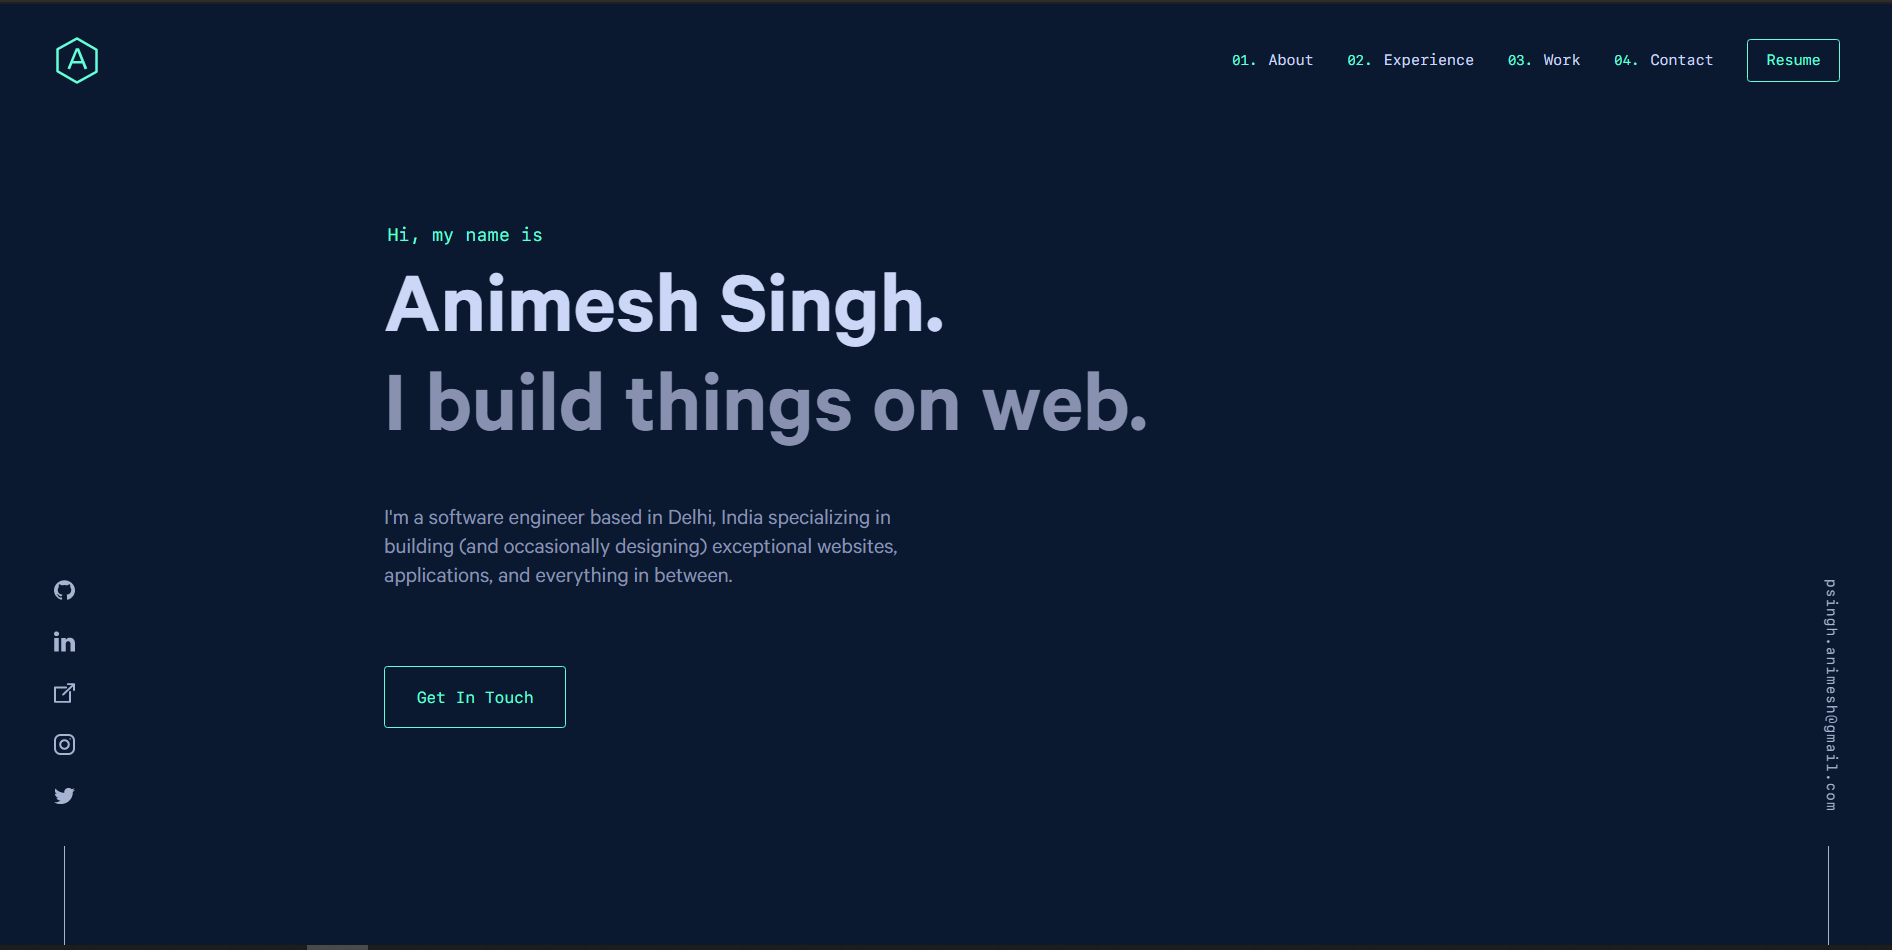 A
01. About 02. Experience 03. Work 04. Contact Resume
Hi, my name is
Animesh Singh.
I build things on web.
I'm a software engineer based in Delhi, India specializing in
building (and occasionally designing) exceptional websites,
applications, and everything in between.
Get In Touch
psingh.animesh@gmail.com